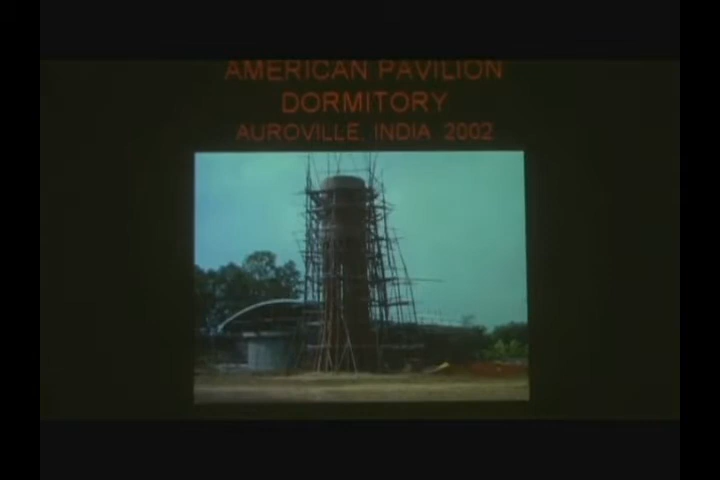 AMERICAN PAVILION
DORMITORY
AUROVILLE, INDIA 2002